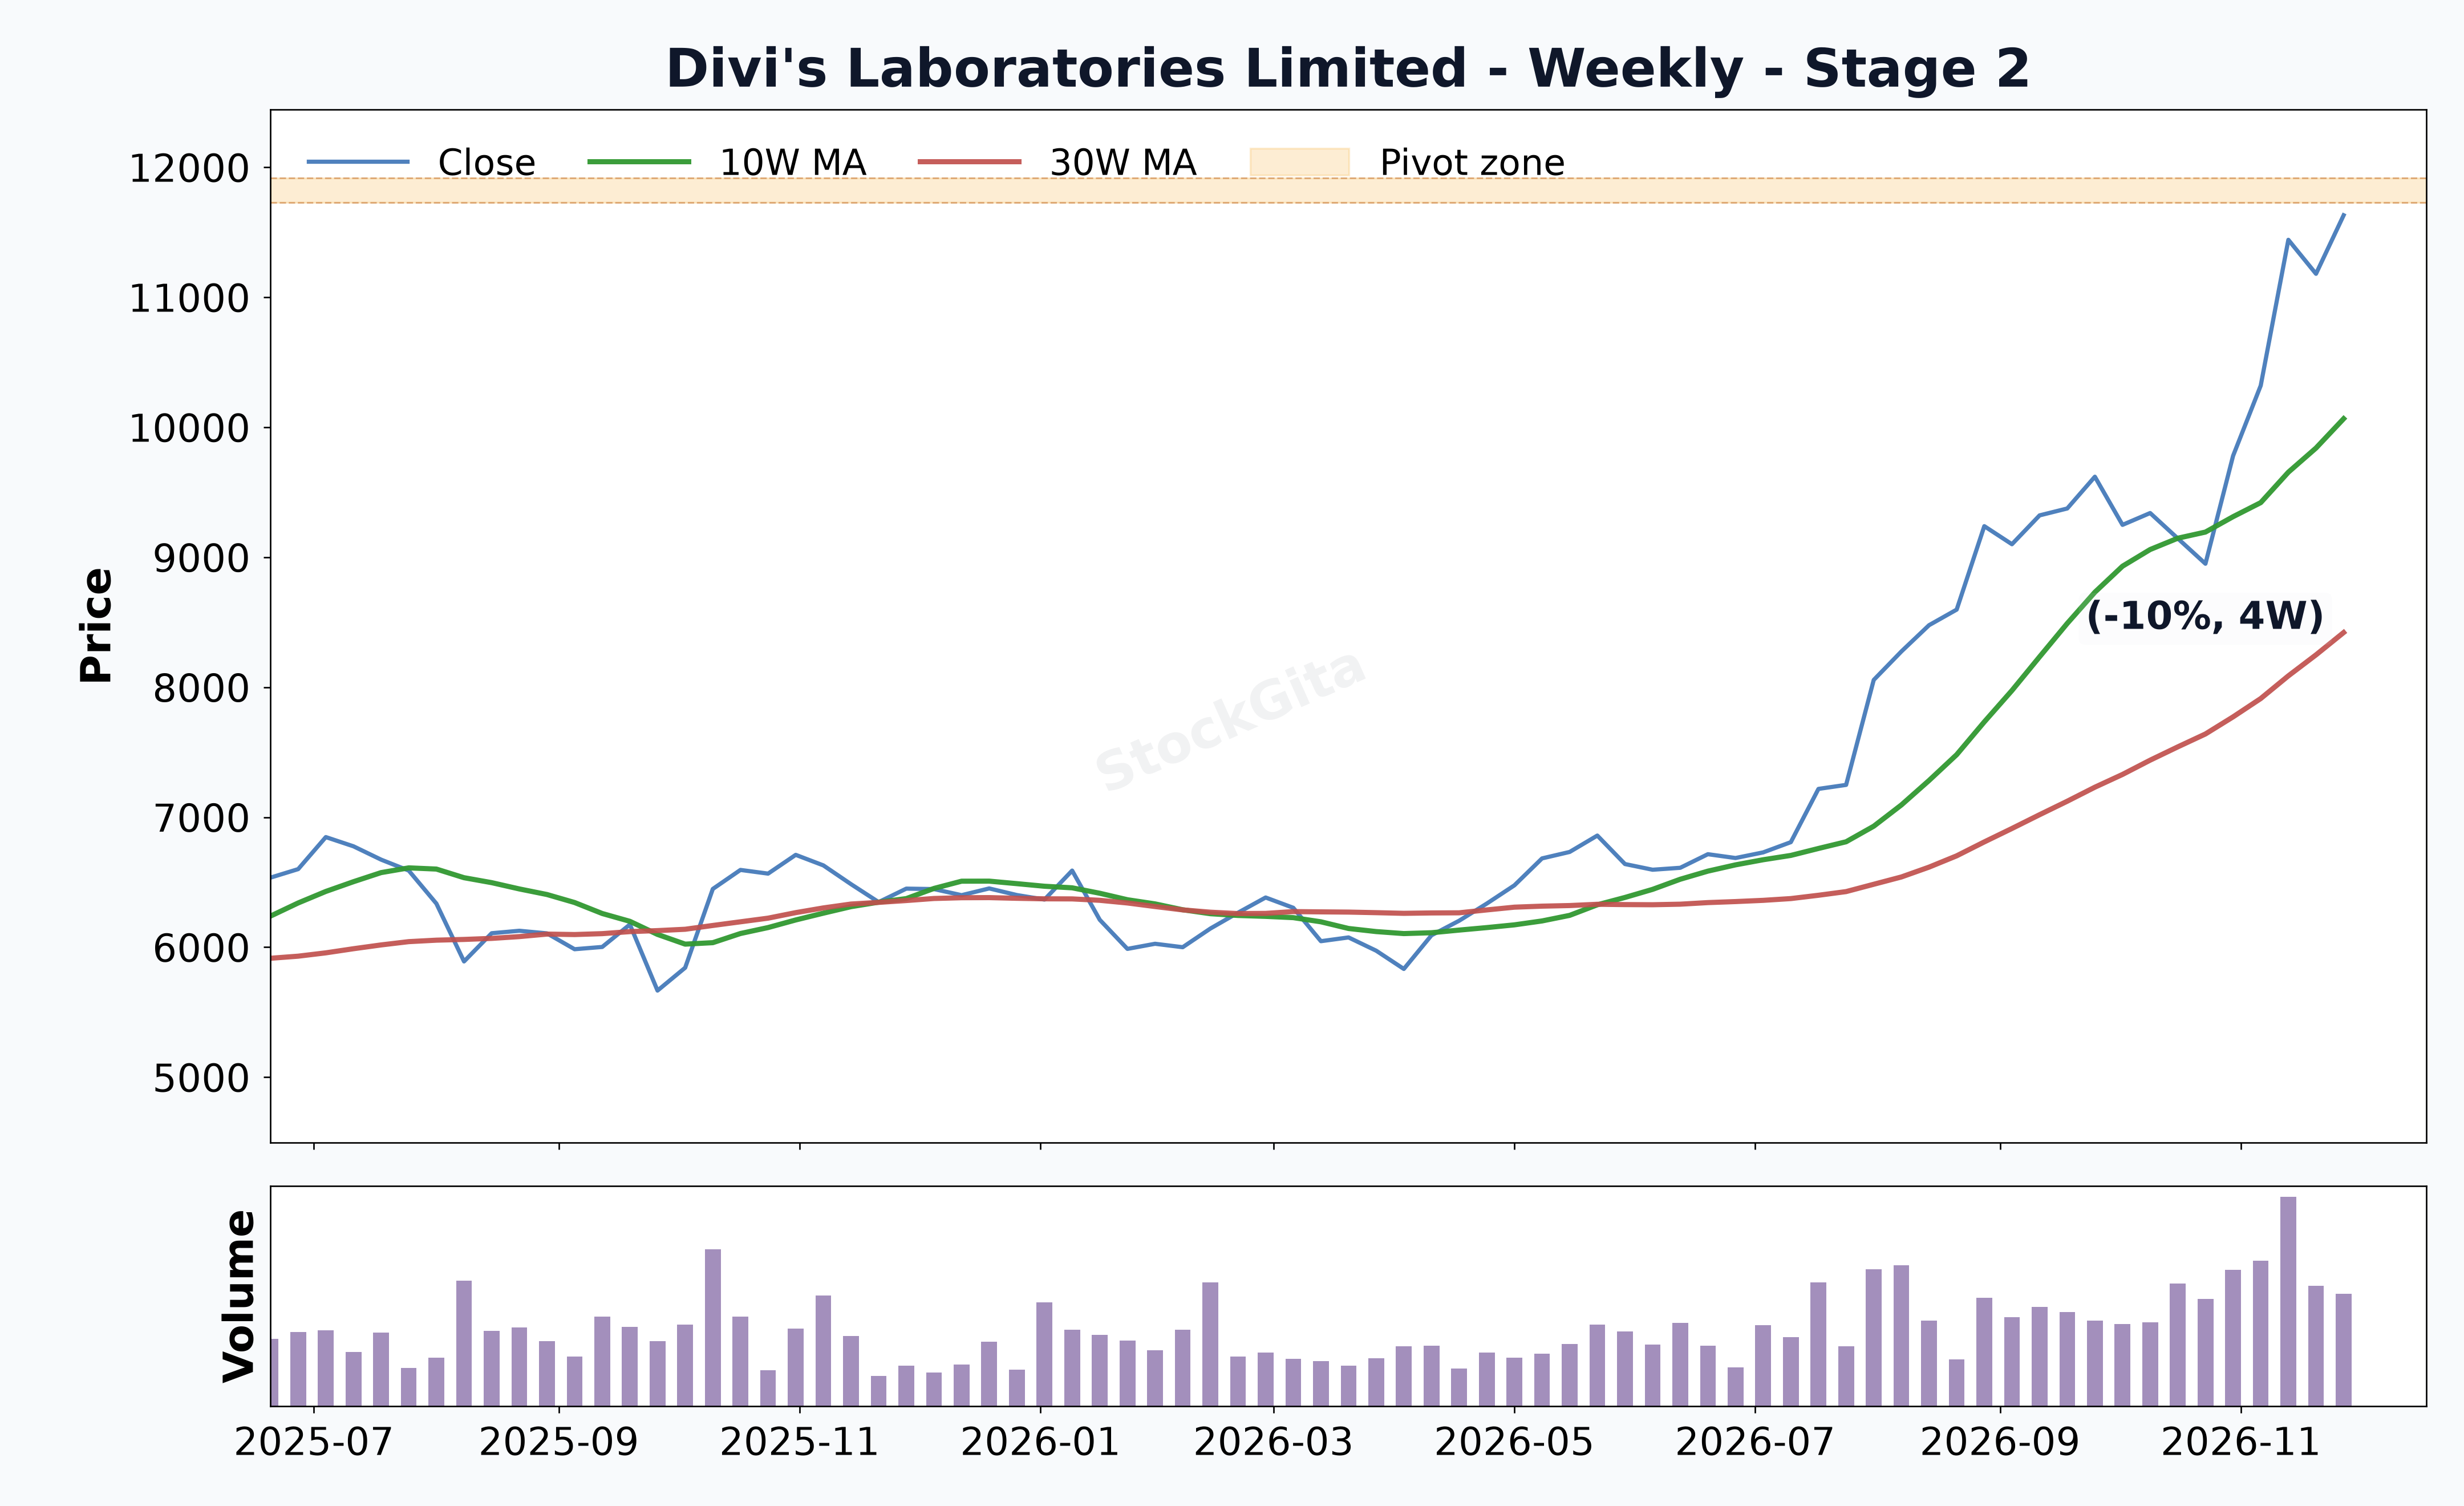 Divi's Laboratories Limited - Weekly - Stage 2
Close 10W MA 30W MA Pivot zone
12000
11000
10000
9000
8000
7000
6000
5000
Price
(-10%, 4W)
StockGita
Volume
2025-07 2025-09 2025-11 2026-01 2026-03 2026-05 2026-07 2026-09 2026-11